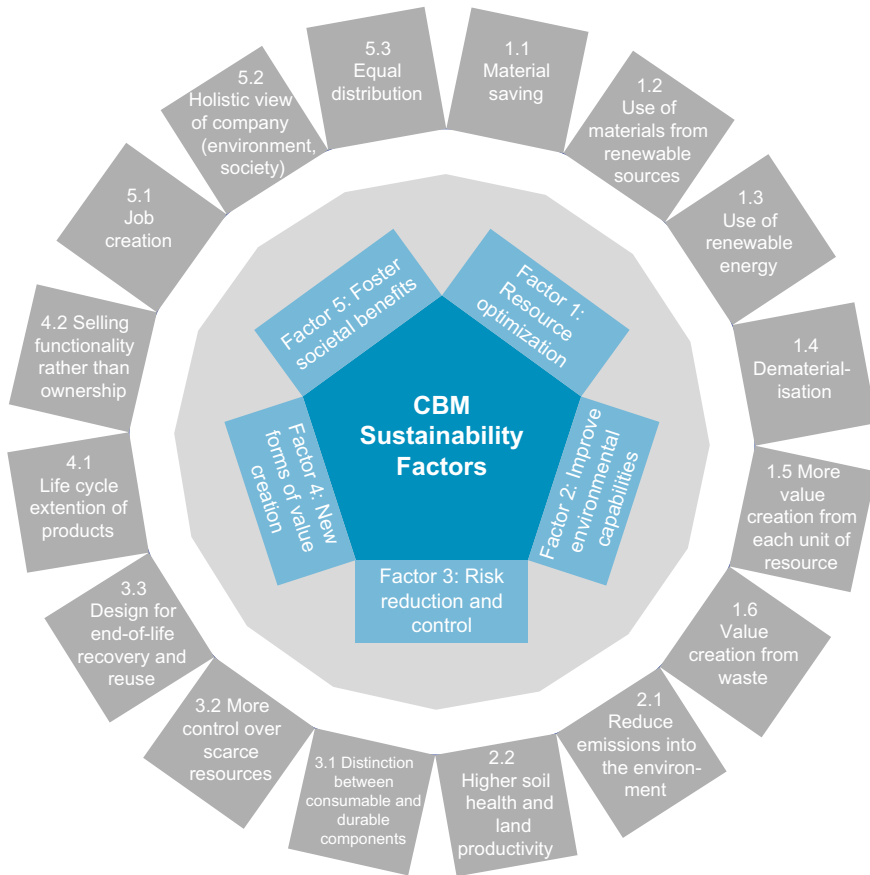 CBM
Sustainability
Factors
Factor 1:
Resource
optimization
Factor 2: Improve
environmental
capabilities
Factor 3: Risk
reduction and
control
Factor 4: New
forms of value
creation
Factor 5: Foster
societal benefits
1.1
Material
saving
1.2
Use of
materials from
renewable
sources
1.3
Use of
renewable
energy
1.4
Dematerial-
isation
1.5 More
value
creation from
each unit of
resource
1.6
Value
creation from
waste
2.1
Reduce
emissions into
the environ-
ment
2.2
Higher soil
health and
land
productivity
3.1 Distinction
between
consumable and
durable
components
3.2 More
control over
scarce
resources
3.3
Design for
end-of-life
recovery and
reuse
4.1
Life cycle
extention of
products
4.2 Selling
functionality
rather than
ownership
5.1
Job
creation
5.2
Holistic view
of company
(environment,
society)
5.3
Equal
distribution